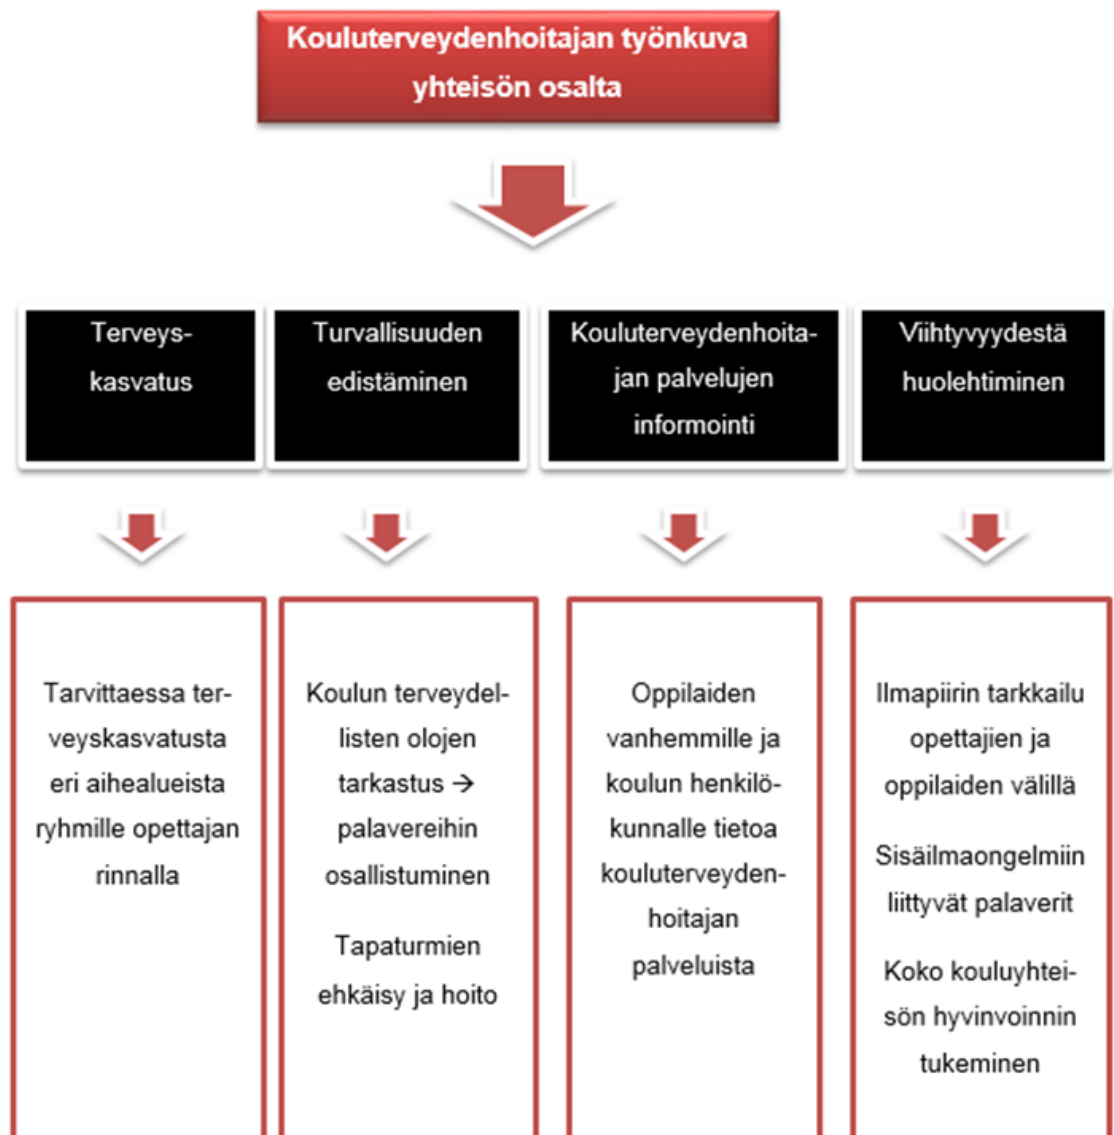 Kouluterveydenhoitajan työnkuva
yhteisön osalta
Terveys-
kasvatus
Turvallisuuden
edistäminen
Kouluterveydenhoita-
jan palvelujen
informointi
Viihtyvyydestä
huolehtiminen
Tarvittaessa ter-
veyskasvatusta
eri aihealueista
ryhmille opettajan
rinnalla
Koulun terveydel-
listen olojen
tarkastus →
palavereihin
osallistuminen
Tapaturmien
ehkäisy ja hoito
Oppilaiden
vanhemmille ja
koulun henkilö-
kunnalle tietoa
kouluterveyden-
hoitajan
palveluista
Ilmapiirin tarkkailu
opettajien ja
oppilaiden välillä
Sisäilmaongelmiin
liittyvät palaverit
Koko kouluyhtei-
sön hyvinvoinnin
tukeminen